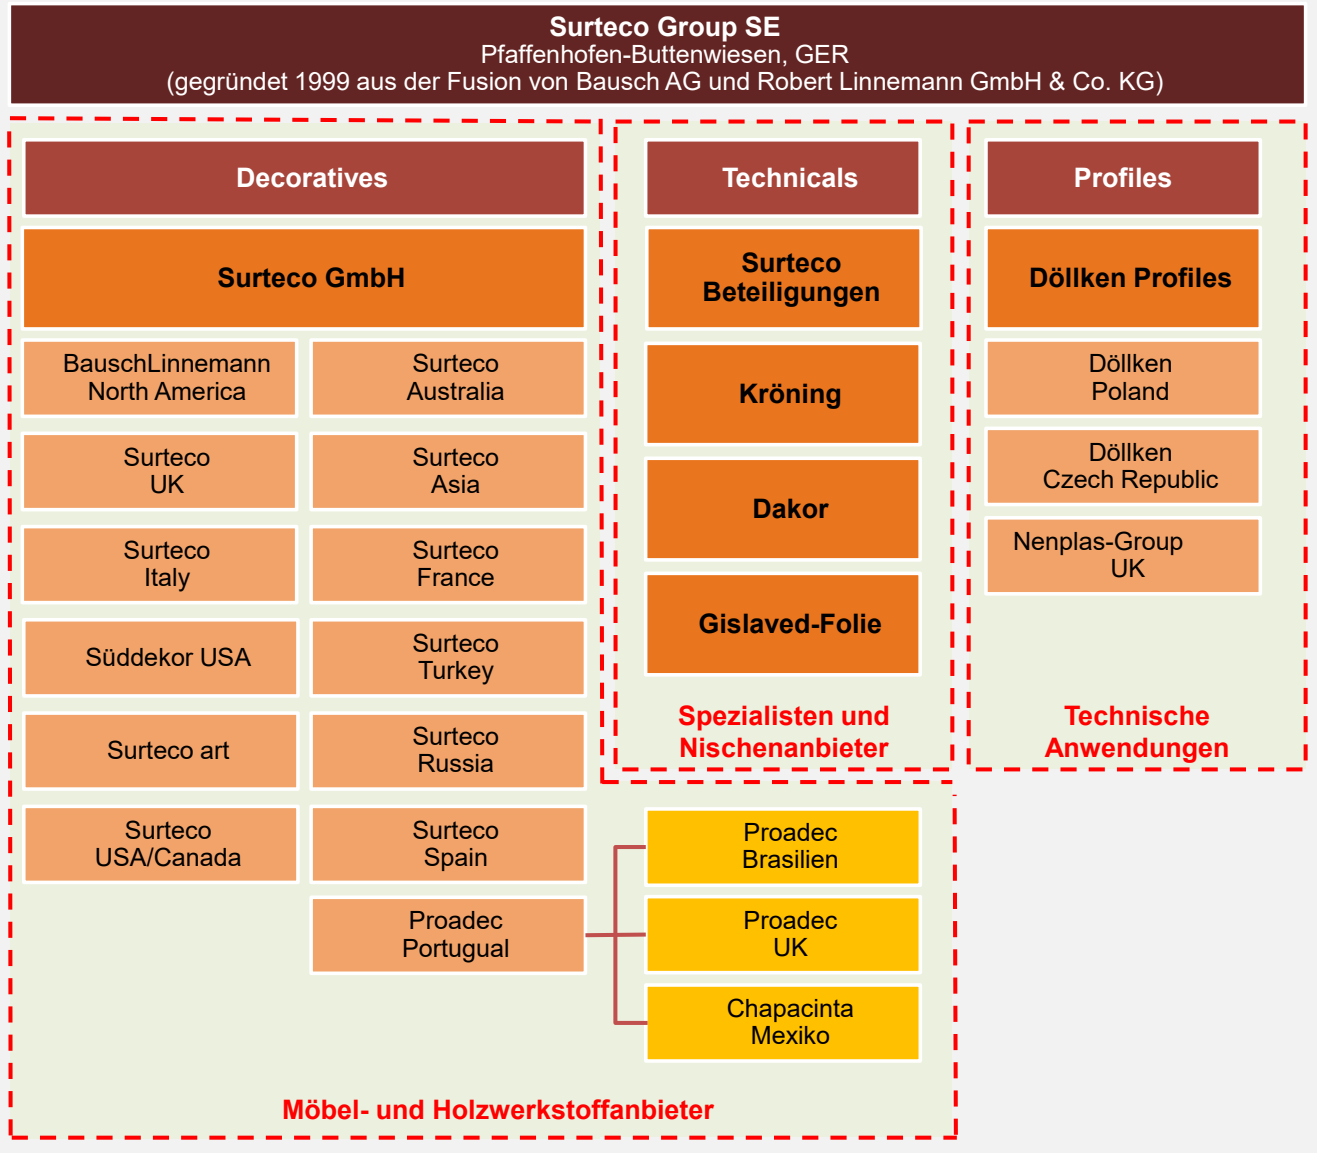 Surteco Group SE
Pfaffenhofen-Buttenwiesen, GER
(gegründet 1999 aus der Fusion von Bausch AG und Robert Linnemann GmbH & Co. KG)
Decoratives
Surteco GmbH
BauschLinnemann
North America
Surteco
Australia
Surteco
UK
Surteco
Asia
Surteco
Italy
Surteco
France
Süddekor USA
Surteco
Turkey
Surteco art
Surteco
Russia
Surteco
USA/Canada
Surteco
Spain
Proadec
Portugual
Proadec
Brasilien
Proadec
UK
Chapacinta
Mexiko
Möbel- und Holzwerkstoffanbieter
Technicals
Surteco
Beteiligungen
Kröning
Dakor
Gislaved-Folie
Spezialisten und
Nischenanbieter
Profiles
Döllken Profiles
Döllken
Poland
Döllken
Czech Republic
Nenplas-Group
UK
Technische
Anwendungen